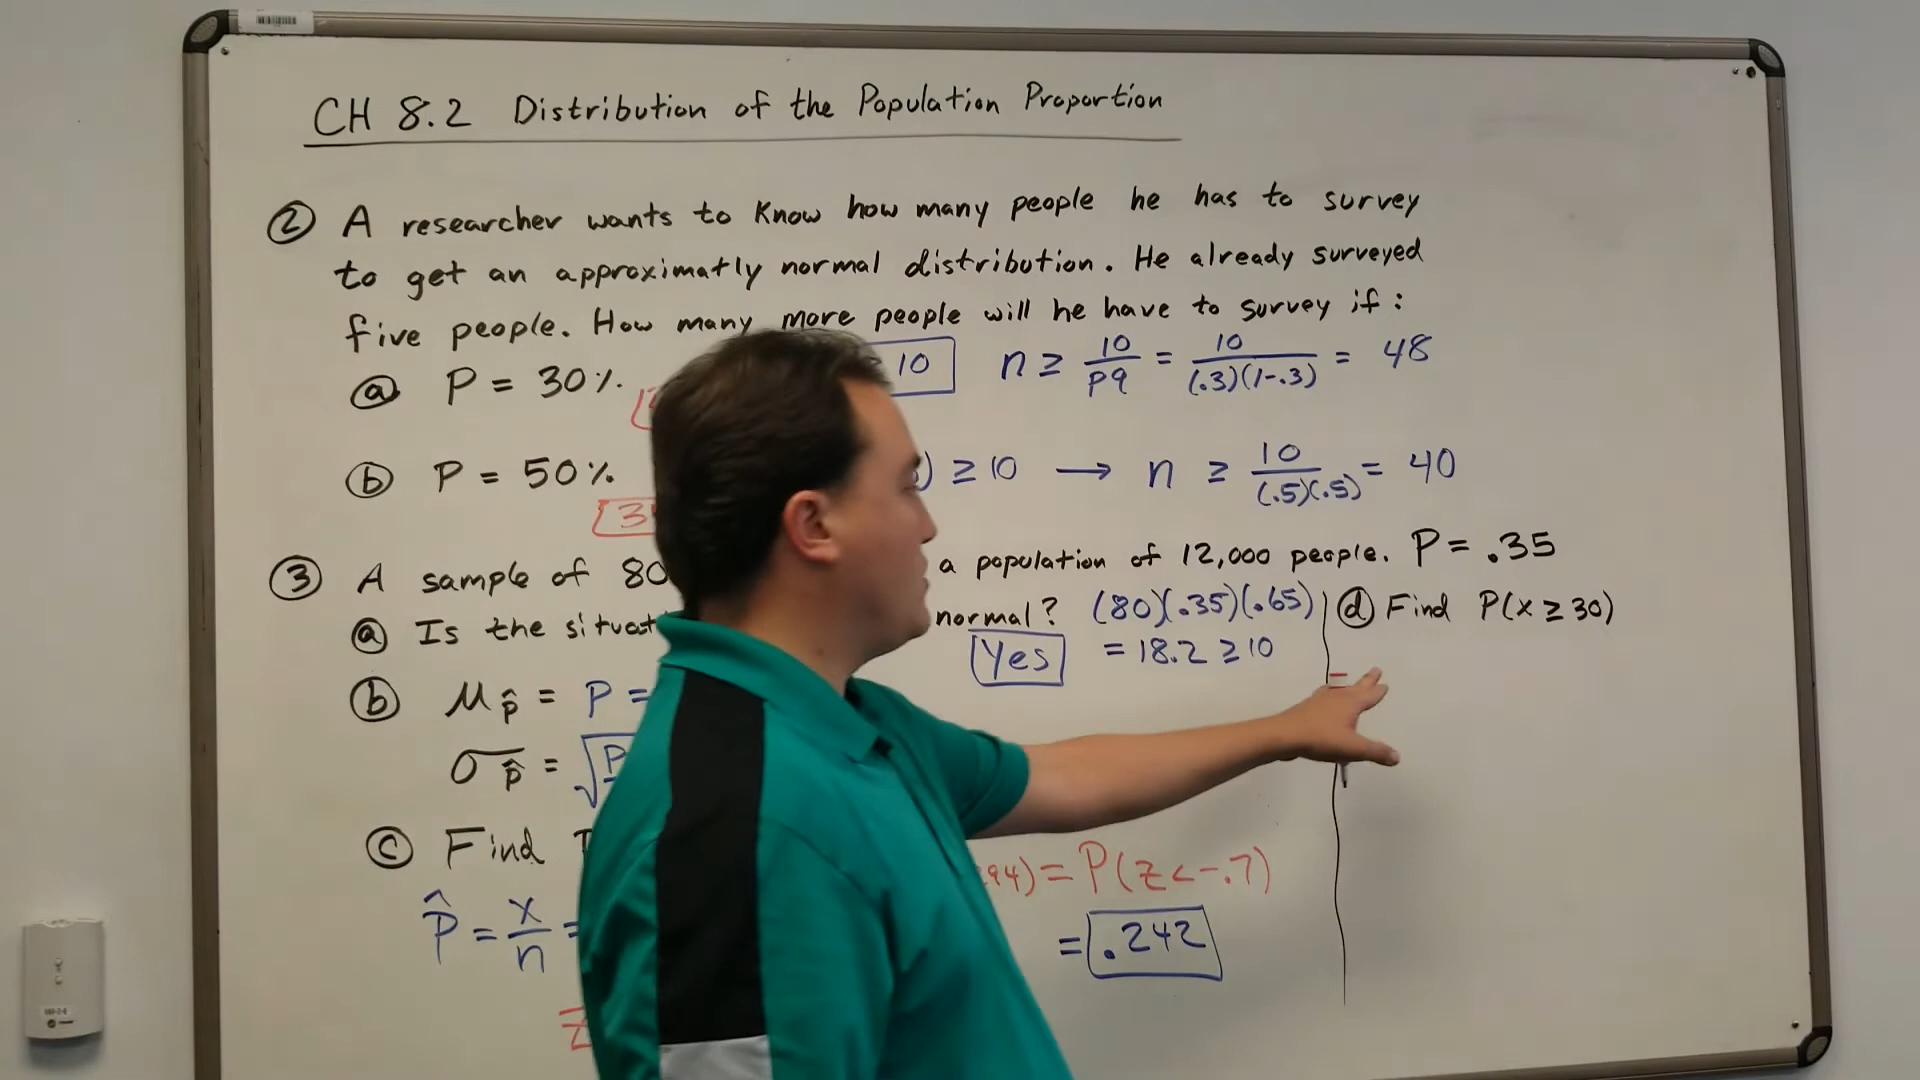 CH 8.2 Distribution of the Population Proportion
② A researcher wants to know how many people he has to survey
to get an approximatly normal distribution. He already surveyed
five people. How many more people will he have to survey if:
ⓐ P = 30%. 10 n ≥ 10/pq = 10/(.3)(1-.3) = 48
ⓑ P = 50% ) ≥ 10 → n ≥ 10/(.5)(.5) = 40
③ A sample of 80 a population of 12,000 people. P = .35
ⓐ Is the normal? (80)(.35)(.65)
Yes = 18.2 ≥ 10
ⓑ μp̂ = P =
σp̂ = √P
ⓒ Find
294) = P(z < -.7)
p̂ = x/n =
= .242
z
ⓓ Find P(x ≥ 30)